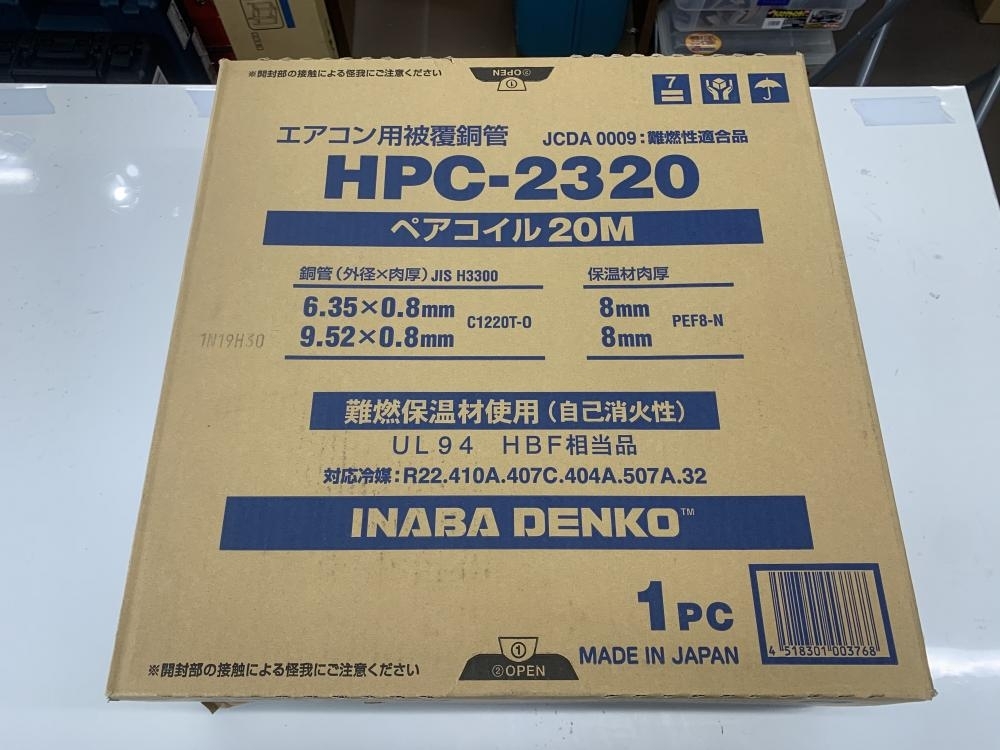 ※開封部の接触による怪我にご注意ください
②OPEN
①
7
エアコン用被覆銅管
JCDA 0009:難燃性適合品
HPC-2320
ペアコイル 20M
銅管(外径×肉厚) JIS H3300
保温材肉厚
6.35×0.8mm
9.52×0.8mm
C1220T-O
8mm
8mm
PEF8-N
1N19H30
難燃保温材使用(自己消火性)
UL94 HBF相当品
対応冷媒:R22.410A.407C.404A.507A.32
INABA DENKO™
1PC
MADE IN JAPAN
4 518301 003768
①
②OPEN
※開封部の接触による怪我にご注意ください